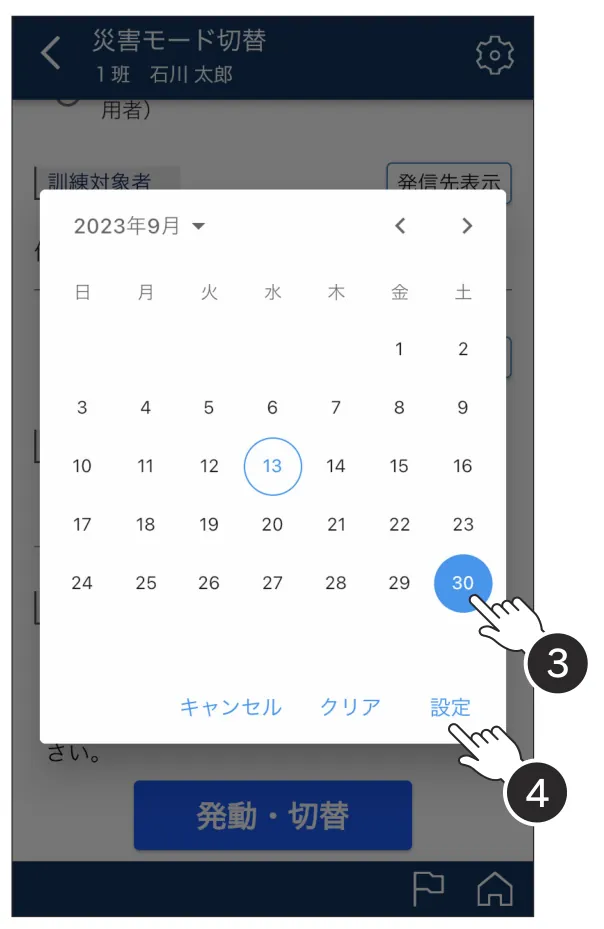 災害モード切替
1班 石川 太郎
用者）
訓練対象者
発信先表示
2023年9月
日 月 火 水 木 金 土
1 2
3 4 5 6 7 8 9
10 11 12 13 14 15 16
17 18 19 20 21 22 23
24 25 26 27 28 29 30
3
キャンセル クリア 設定
4
さい。
発動・切替